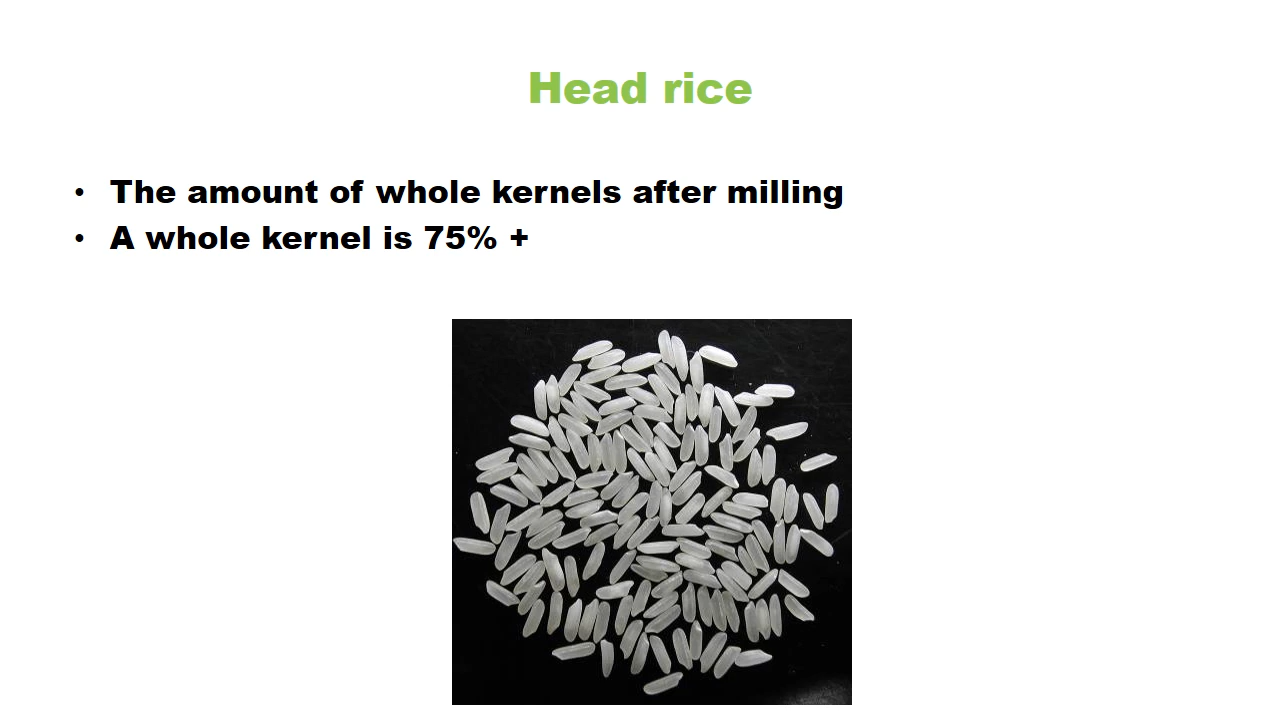 Head rice
• The amount of whole kernels after milling
• A whole kernel is 75% +